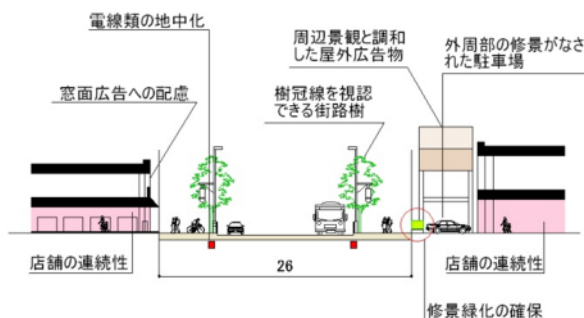 電線類の地中化
周辺景観と調和
した屋外広告物
外周部の修景がなさ
れた駐車場
窓面広告への配慮
樹冠線を視認
できる街路樹
店舗の連続性
26
店舗の連続性
修景緑化の確保